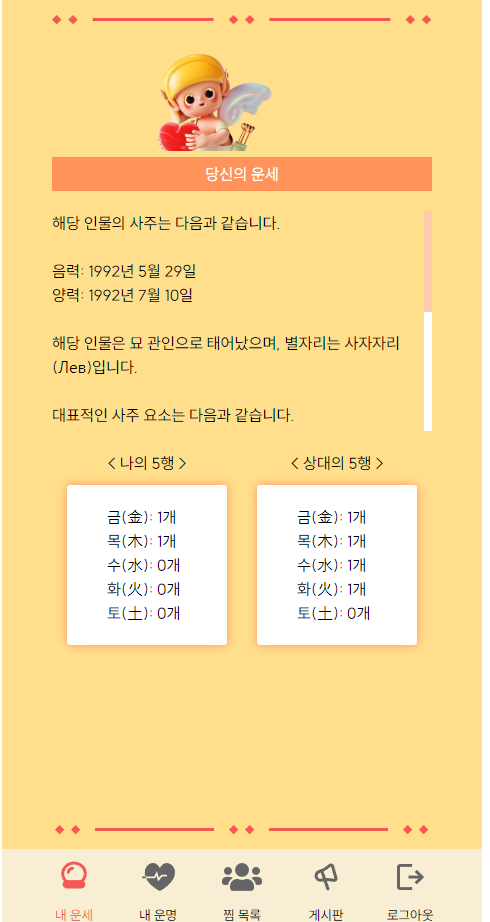 당신의 운세
해당 인물의 사주는 다음과 같습니다.
음력: 1992년 5월 29일
양력: 1992년 7월 10일
해당 인물은 묘 관인으로 태어났으며, 별자리는 사자자리
(Лев)입니다.
대표적인 사주 요소는 다음과 같습니다.
< 나의 5행 >
금(金): 1개
목(木): 1개
수(水): 0개
화(火): 0개
토(土): 0개
< 상대의 5행 >
금(金): 1개
목(木): 1개
수(水): 1개
화(火): 1개
토(土): 0개
내 운세
내 운명
찜 목록
게시판
로그아웃